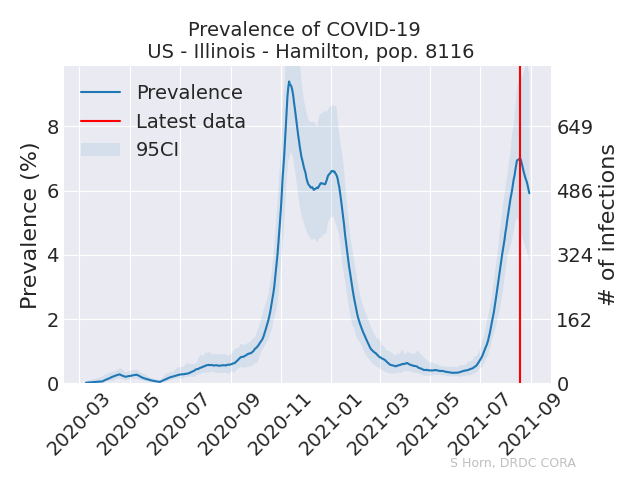 Prevalence of COVID-19
US - Illinois - Hamilton, pop. 8116
Prevalence
Latest data
95CI
Prevalence (%)
8
6
4
2
0
649
486
324
162
0
# of infections
2020-03
2020-05
2020-07
2020-09
2020-11
2021-01
2021-03
2021-05
2021-07
2021-09
S Horn, DRDC CORA